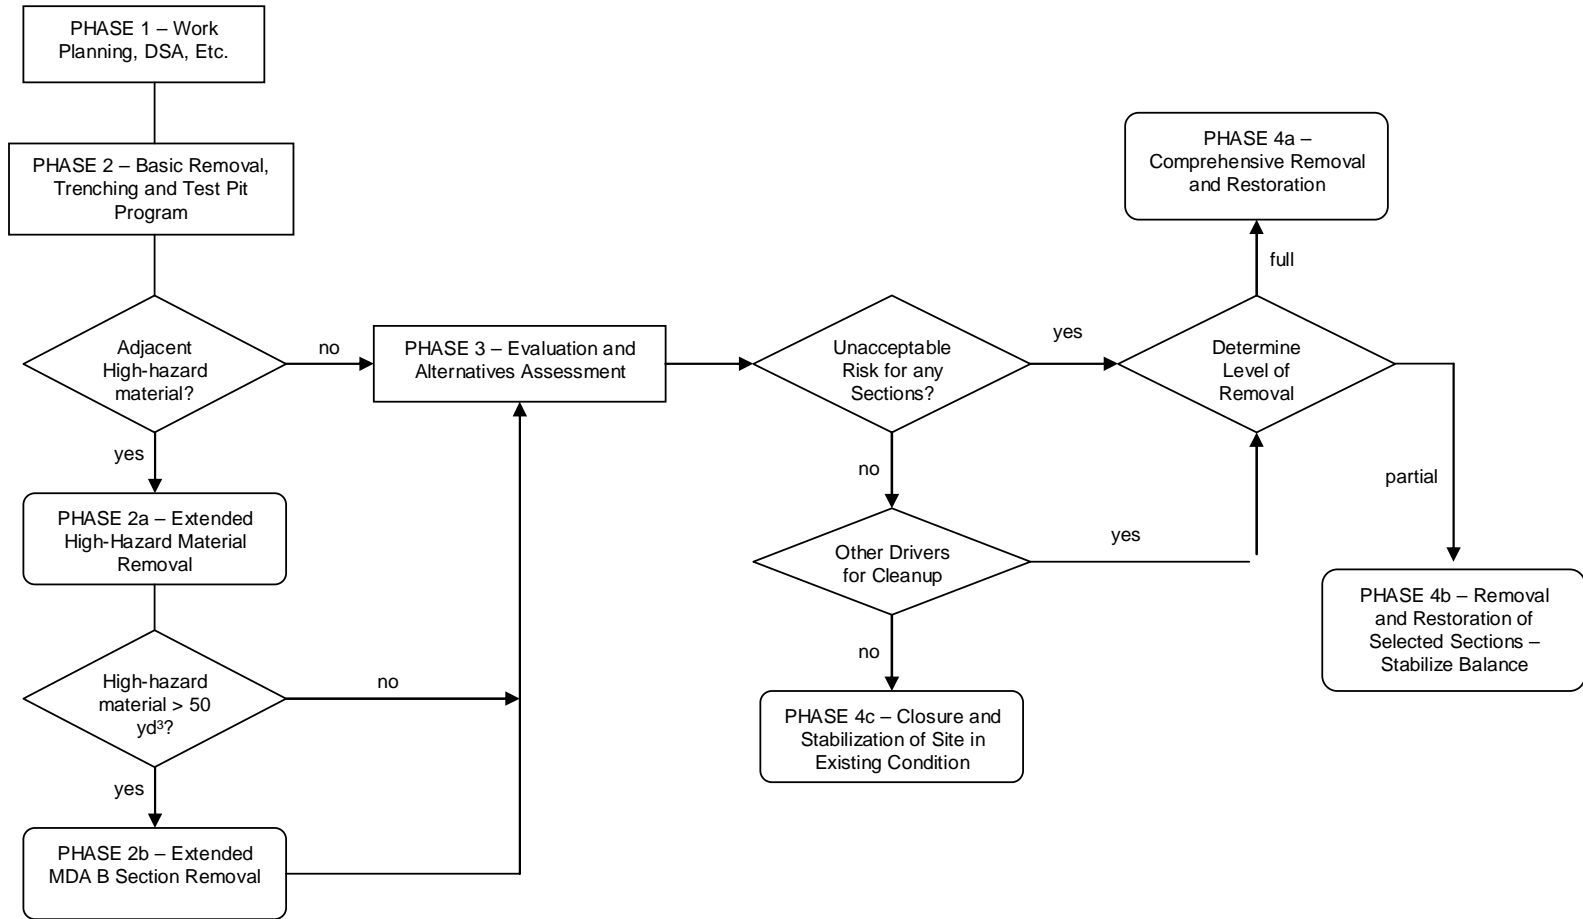 PHASE 1 – Work
Planning, DSA, Etc.
PHASE 2 – Basic Removal,
Trenching and Test Pit
Program
Adjacent
High-hazard
material?
no
yes
PHASE 2a – Extended
High-Hazard Material
Removal
High-hazard
material > 50
yd³?
no
yes
PHASE 2b – Extended
MDA B Section Removal
PHASE 3 – Evaluation and
Alternatives Assessment
Unacceptable
Risk for any
Sections?
yes
no
Other Drivers
for Cleanup
yes
no
PHASE 4c – Closure and
Stabilization of Site in
Existing Condition
Determine
Level of
Removal
full
PHASE 4a –
Comprehensive Removal
and Restoration
partial
PHASE 4b – Removal
and Restoration of
Selected Sections –
Stabilize Balance